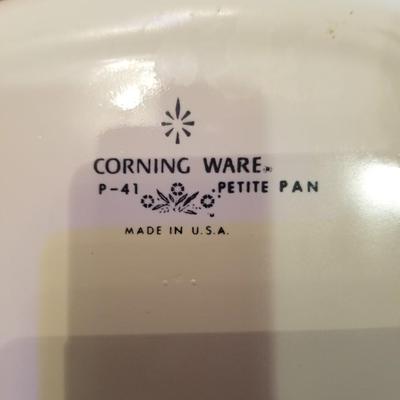 CORNING WARE®
P-41 PETITE PAN
MADE IN U.S.A.